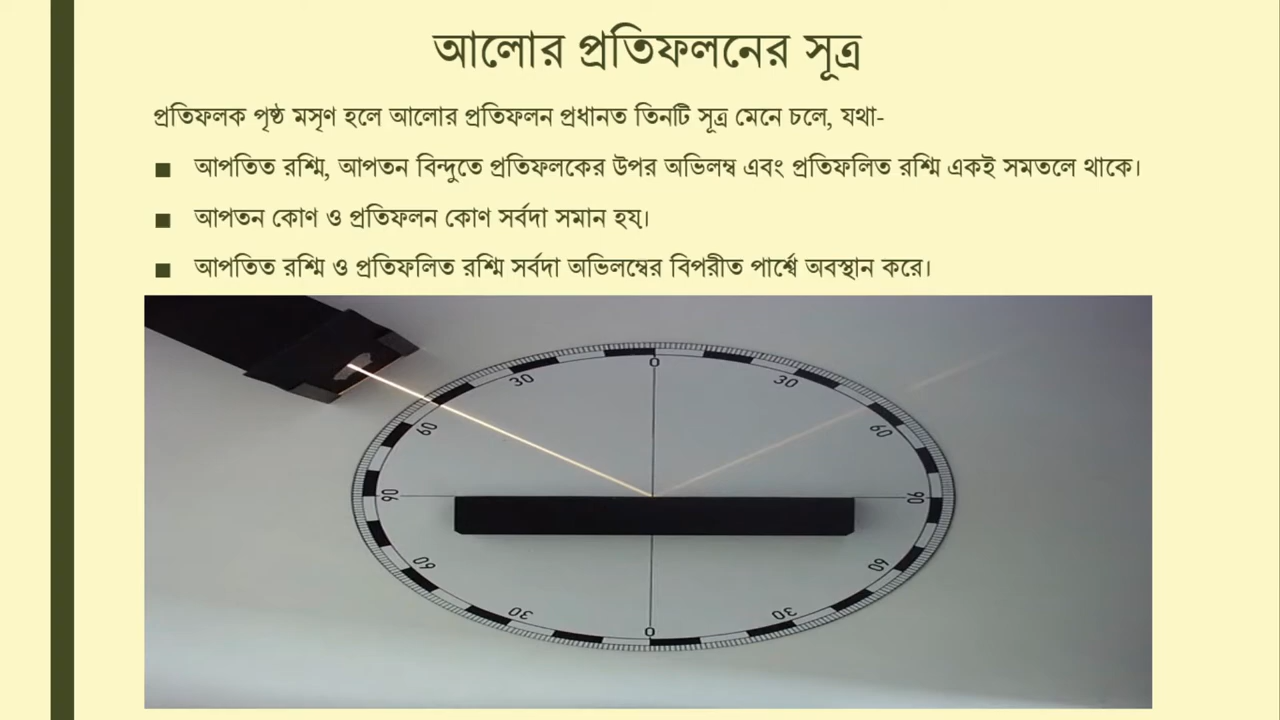 আলোর প্রতিফলনের সূত্র
প্রতিফলক পৃষ্ঠ মসৃণ হলে আলোর প্রতিফলন প্রধানত তিনটি সূত্র মেনে চলে, যথা-
■ আপতিত রশ্মি, আপতন বিন্দুতে প্রতিফলকের উপর অভিলম্ব এবং প্রতিফলিত রশ্মি একই সমতলে থাকে।
■ আপতন কোণ ও প্রতিফলন কোণ সর্বদা সমান হয়।
■ আপতিত রশ্মি ও প্রতিফলিত রশ্মি সর্বদা অভিলম্বের বিপরীত পার্শ্বে অবস্থান করে।
0
30 30
60 60
90 90
60 60
30 30
0